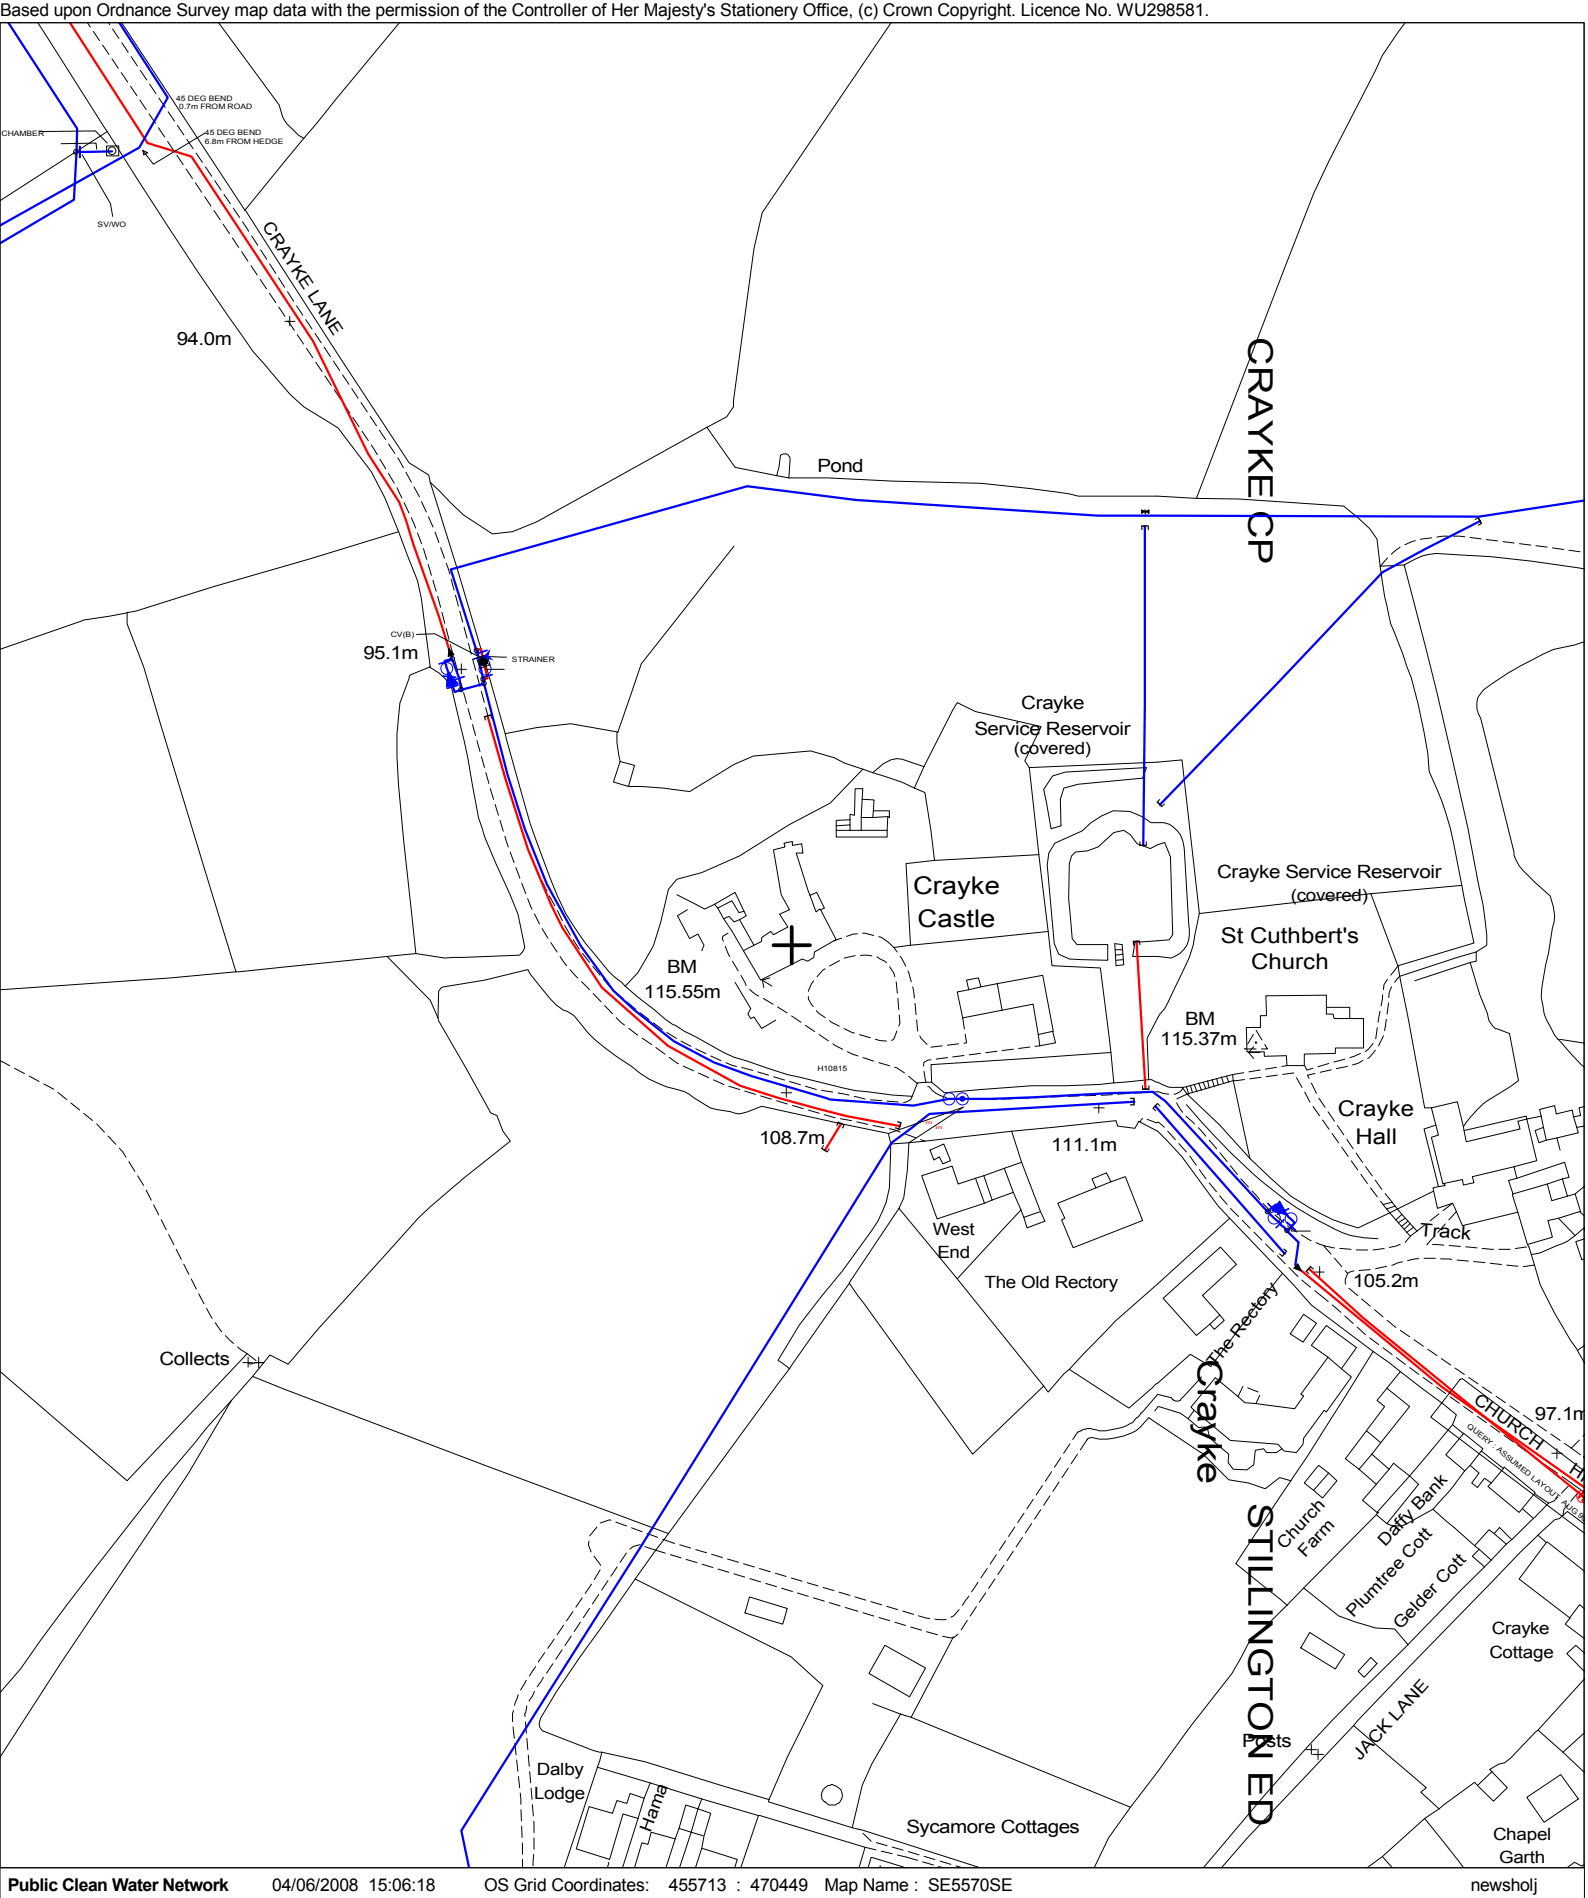 Based upon Ordnance Survey map data with the permission of the Controller of Her Majesty's Stationery Office, (c) Crown Copyright. Licence No. WU298581.
45 DEG BEND
0.7m FROM ROAD
CHAMBER
45 DEG BEND
6.8m FROM HEDGE
SV/WO
CRAYKE LANE
94.0m
CRAYKE CP
Pond
CV(B)
95.1m
STRAINER
Crayke
Service Reservoir
(covered)
Crayke Service Reservoir
(covered)
Crayke
Castle
St Cuthbert's
Church
BM
115.55m
BM
115.37m
H10815
Crayke
Hall
108.7m
111.1m
West
End
Track
The Old Rectory
105.2m
The Rectory
Collects
Crayke
CHURCH
97.1m
QUERY : ASSUMED LAYOUT
Church
Farm
Daffy Bank
Plumtree Cott
Gelder Cott
STILLINGTON ED
Crayke
Cottage
JACK LANE
Posts
Dalby
Lodge
Hama
Sycamore Cottages
Chapel
Garth
Public Clean Water Network 04/06/2008 15:06:18 OS Grid Coordinates: 455713 : 470449 Map Name : SE5570SE newsholj